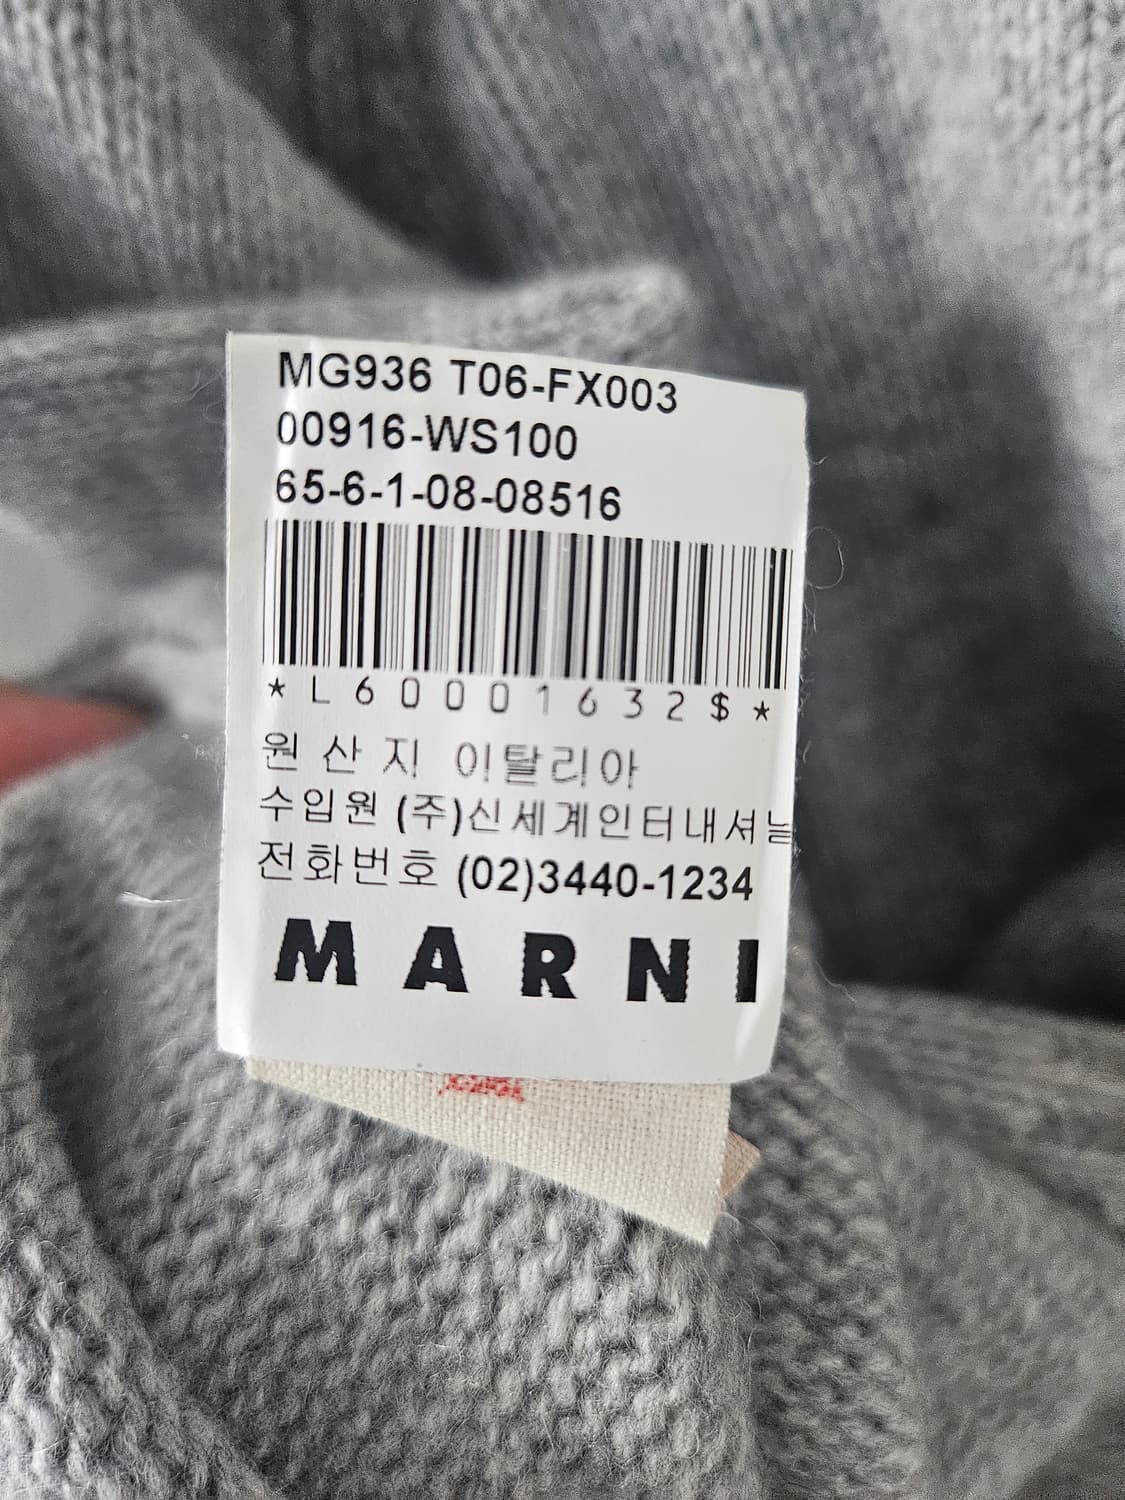 MG936 T06-FX003
00916-WS100
65-6-1-08-08516
*L60001632$*
원산지 이탈리아
수입원 (주)신세계인터내셔날
전화번호 (02)3440-1234
MARNI